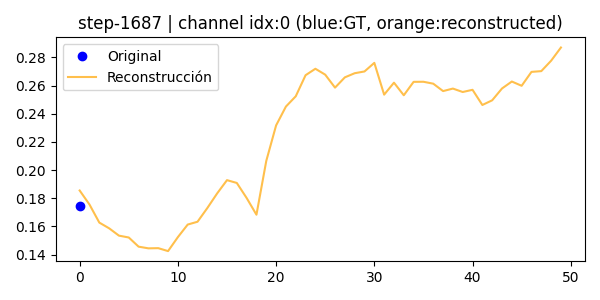 step-1687 | channel idx:0 (blue:GT, orange:reconstructed)
Original
Reconstrucción
0.28
0.26
0.24
0.22
0.20
0.18
0.16
0.14
0 10 20 30 40 50